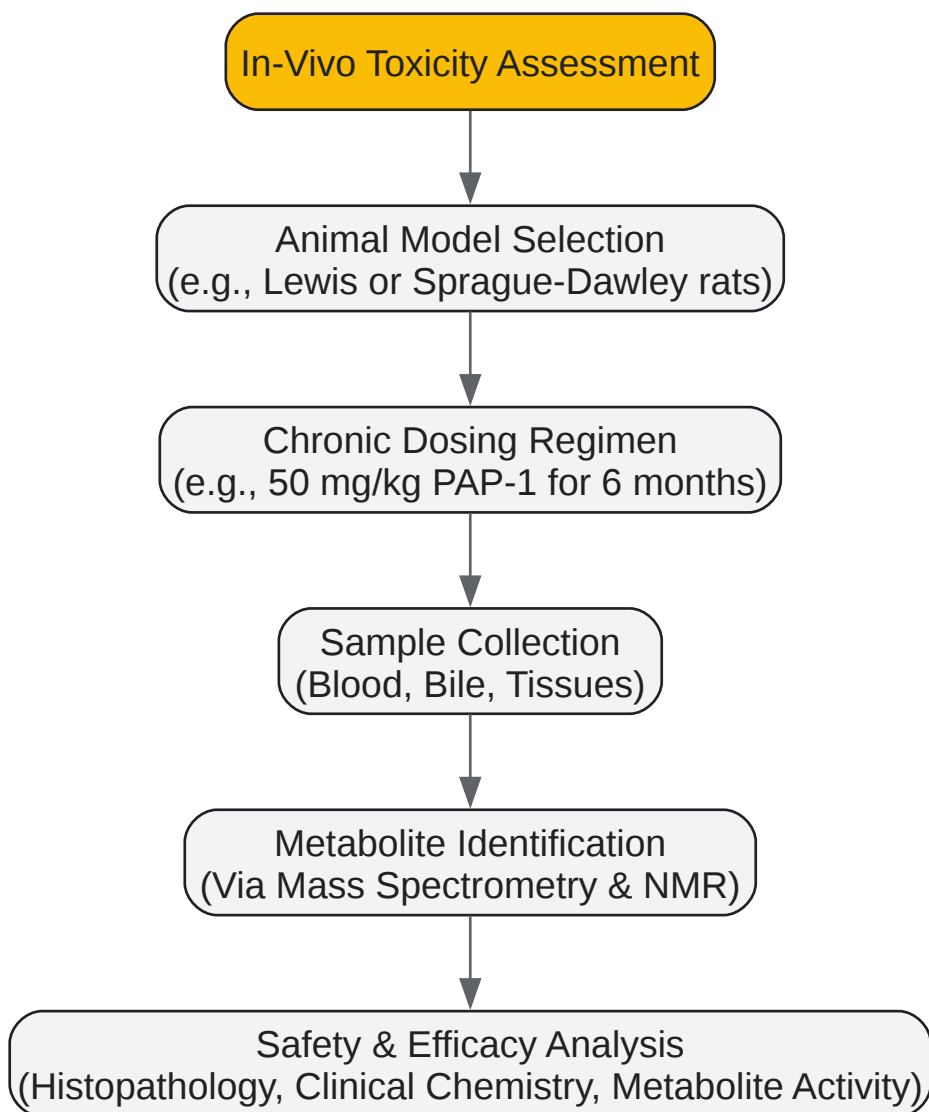 In-Vivo Toxicity Assessment
Animal Model Selection
(e.g., Lewis or Sprague-Dawley rats)
Chronic Dosing Regimen
(e.g., 50 mg/kg PAP-1 for 6 months)
Sample Collection
(Blood, Bile, Tissues)
Metabolite Identification
(Via Mass Spectrometry & NMR)
Safety & Efficacy Analysis
(Histopathology, Clinical Chemistry, Metabolite Activity)